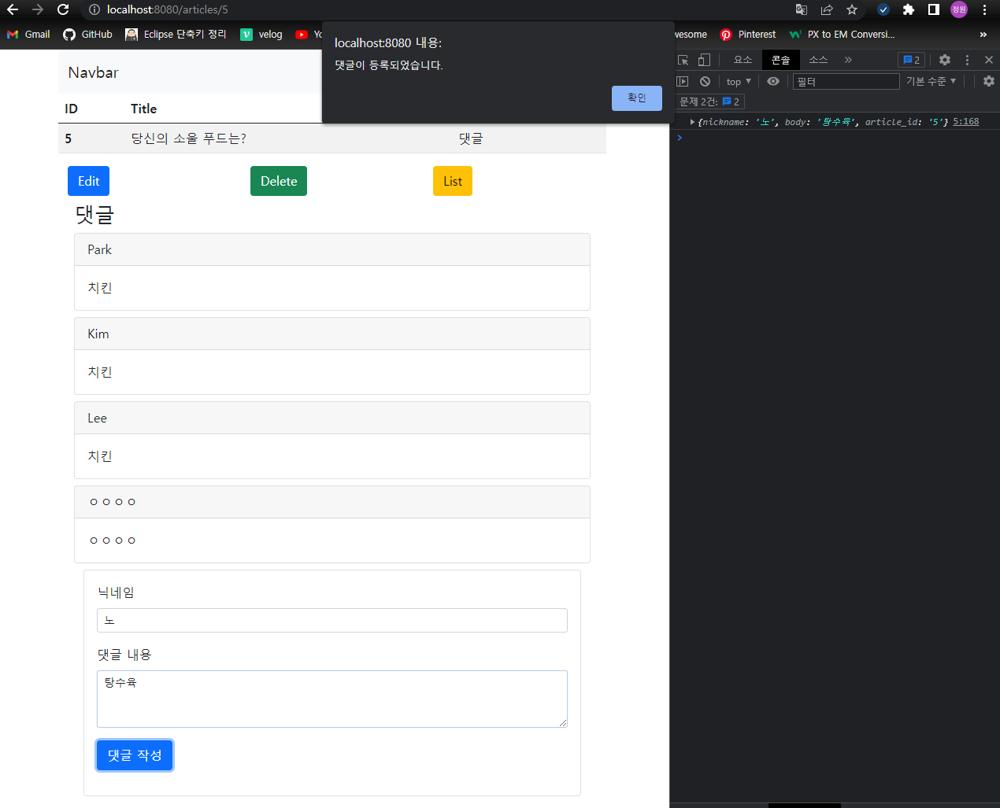 localhost:8080/articles/5
정원
Gmail
GitHub
Eclipse 단축키 정리
velog
Yo
wesome
Pinterest
PX to EM Conversi...
»
localhost:8080 내용:
댓글이 등록되었습니다.
확인
요소
콘솔
소스
»
2
top ▼
필터
기본 수준 ▼
문제 2건: 2
{nickname: '노', body: '탕수육', article_id: '5'} 5:168
Navbar
ID Title
5 당신의 소울 푸드는? 댓글
Edit Delete List
댓글
Park
치킨
Kim
치킨
Lee
치킨
ㅇㅇㅇㅇ
ㅇㅇㅇㅇ
닉네임
노
댓글 내용
탕수육
댓글 작성